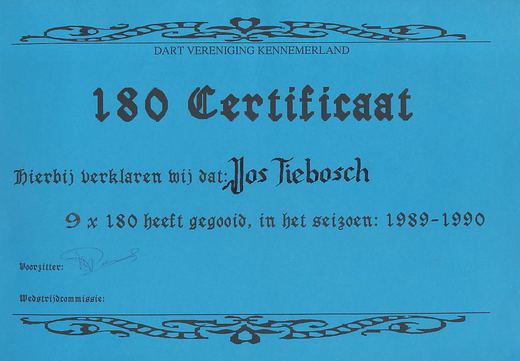 DART VERENIGING KENNEMERLAND
180 Certificaat
Hierbij verklaren wij dat: Jos Tiebosch
9 x 180 heeft gegooid, in het seizoen: 1989-1990
Voorzitter:
Wedstrijdcommissie: